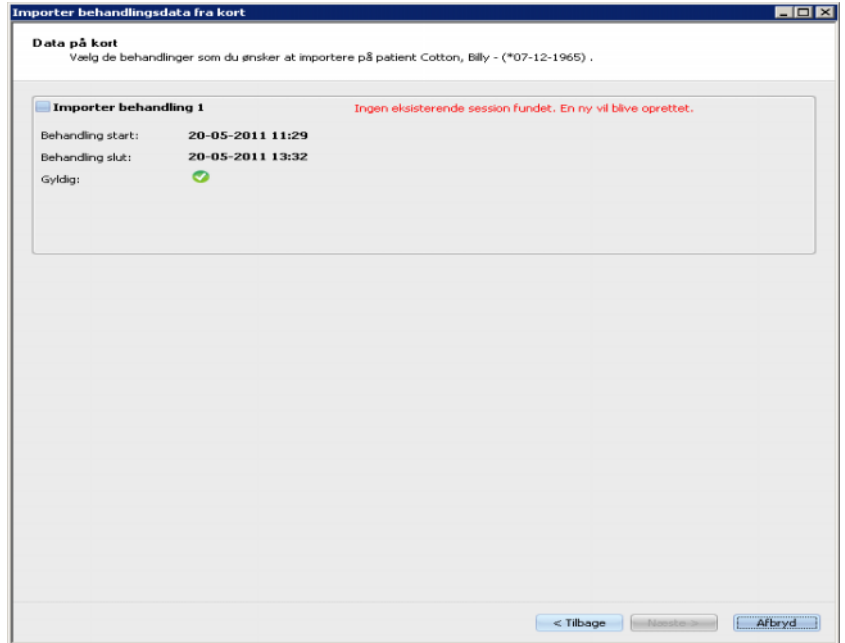 Importer behandlingsdata fra kort
Data på kort
Vælg de behandlinger som du ønsker at importere på patient Cotton, Billy - (*07-12-1965) .
Importer behandling 1
Ingen eksisterende session fundet. En ny vil blive oprettet.
Behandling start: 20-05-2011 11:29
Behandling slut: 20-05-2011 13:32
Gyldig:
< Tilbage
Næste >
Afbryd